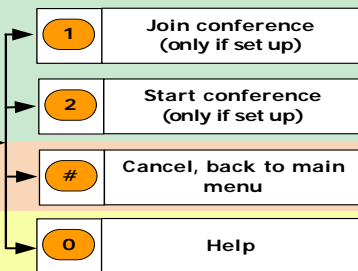 1
Join conference
(only if set up)
2
Start conference
(only if set up)
#
Cancel, back to main
menu
0
Help